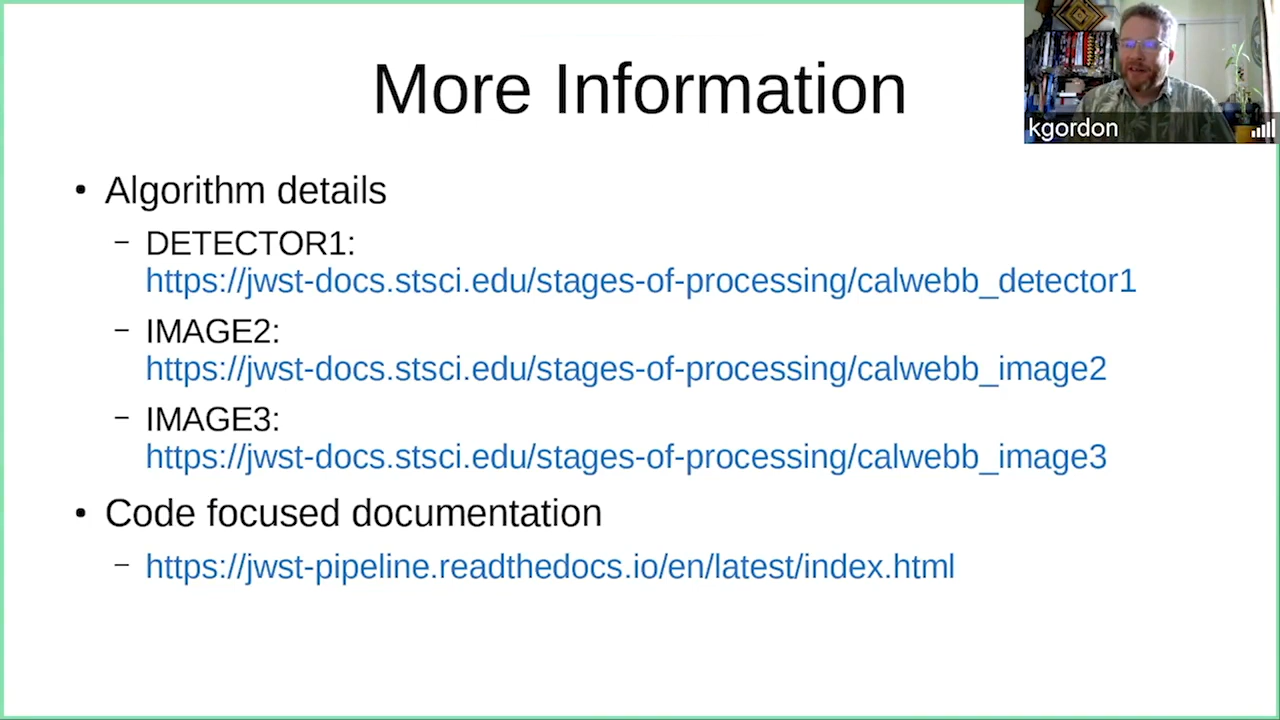 More Information
kgordon
• Algorithm details
– DETECTOR1:
https://jwst-docs.stsci.edu/stages-of-processing/calwebb_detector1
– IMAGE2:
https://jwst-docs.stsci.edu/stages-of-processing/calwebb_image2
– IMAGE3:
https://jwst-docs.stsci.edu/stages-of-processing/calwebb_image3
• Code focused documentation
– https://jwst-pipeline.readthedocs.io/en/latest/index.html